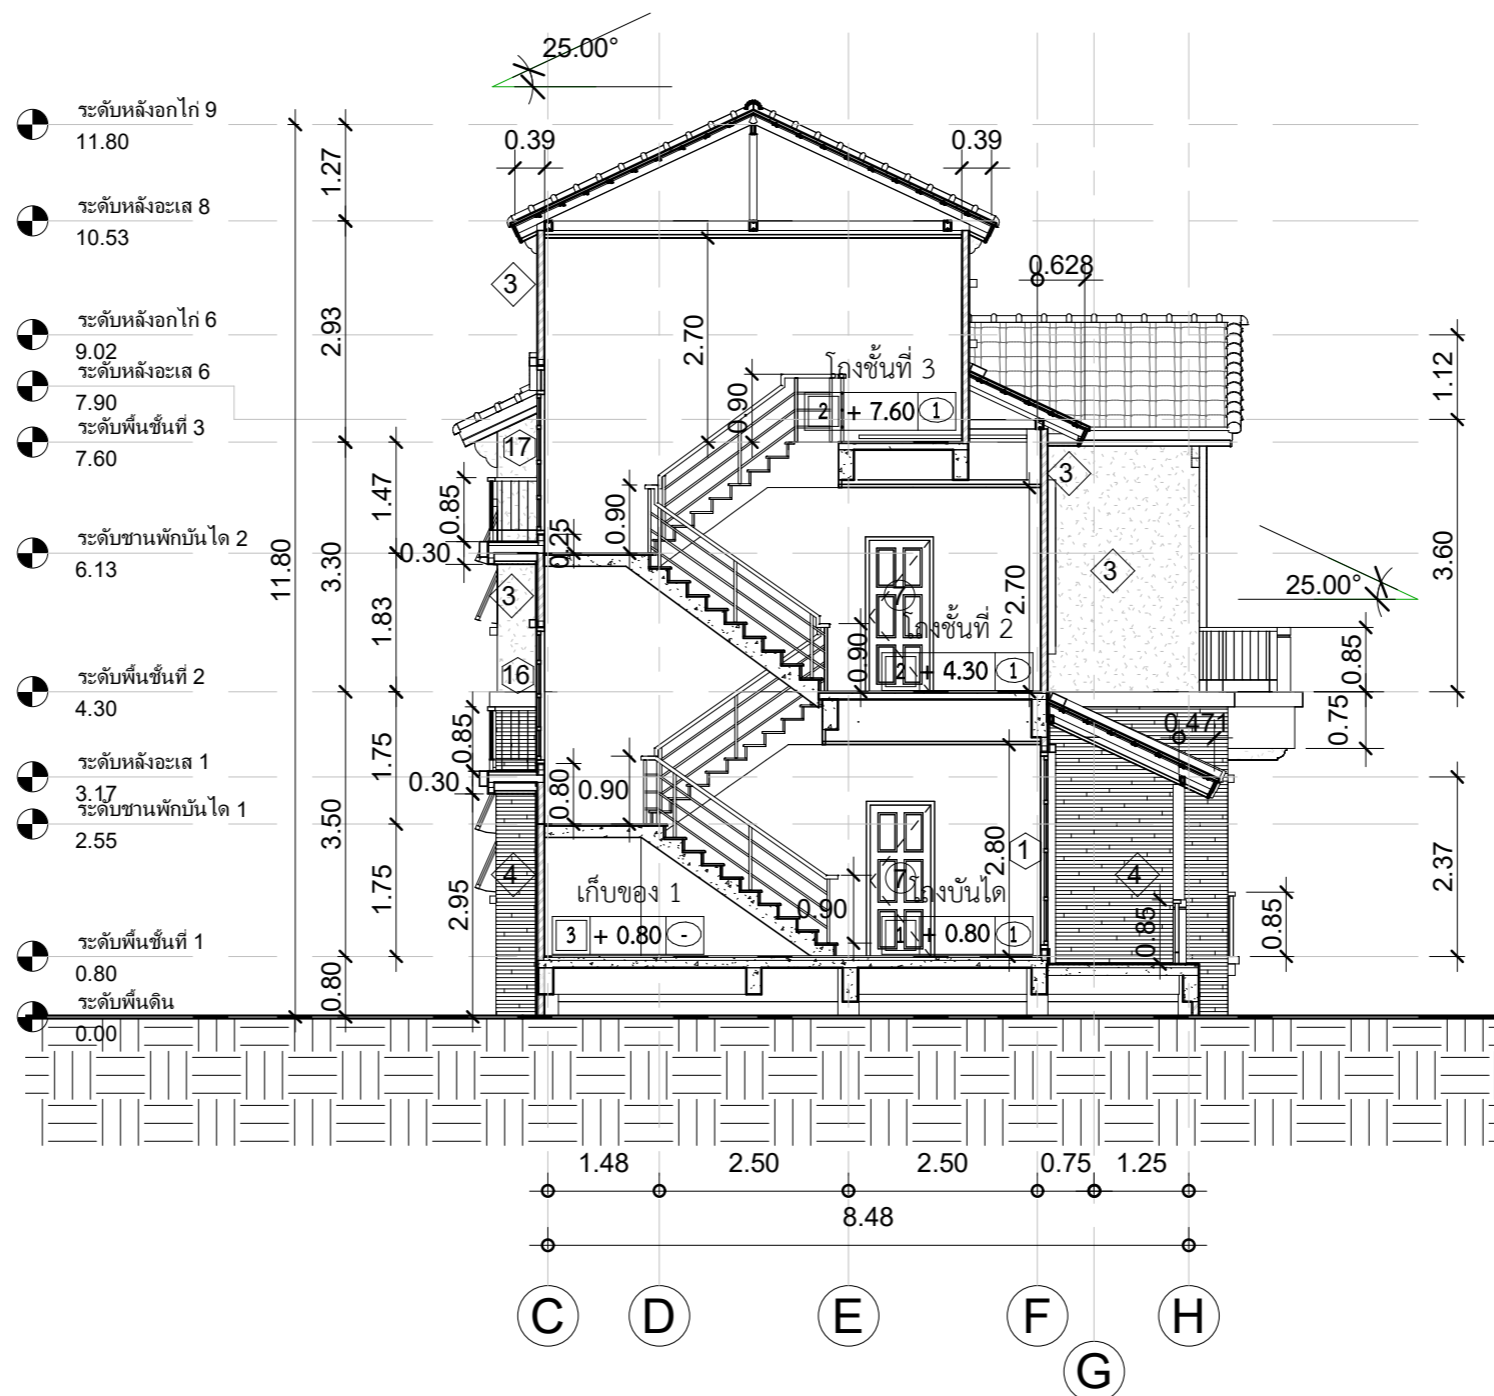 25.00°
ระดับหลังอกไก่ 9
11.80
0.39
0.39
1.27
ระดับหลังอะเส 8
10.53
3
0.628
ระดับหลังอกไก่ 6
9.02
2.93
2.70
1.12
ระดับหลังอะเส 6
7.90
โถงชั้นที่ 3
2 + 7.60 1
0.90
ระดับพื้นชั้นที่ 3
7.60
17
3
1.47
0.85
0.90
0.25
0.30
ระดับชานพักบันได 2
6.13
11.80
3.30
3
7
2.70
3
25.00°
3.60
1.83
โถงชั้นที่ 2
2 + 4.30 1
0.90
16
0.85
ระดับพื้นชั้นที่ 2
4.30
0.75
0.471
0.85
1.75
ระดับหลังอะเส 1
3.17
0.30
0.80
0.90
ระดับชานพักบันได 1
2.55
3.50
2.80
1
2.37
1.75
4
7
4
เก็บของ 1
3 + 0.80 -
โถงบันได
1 + 0.80 1
0.90
2.95
0.85
0.85
ระดับพื้นชั้นที่ 1
0.80
0.80
ระดับพื้นดิน
0.00
1.48
2.50
2.50
0.75
1.25
8.48
C
D
E
F
H
G